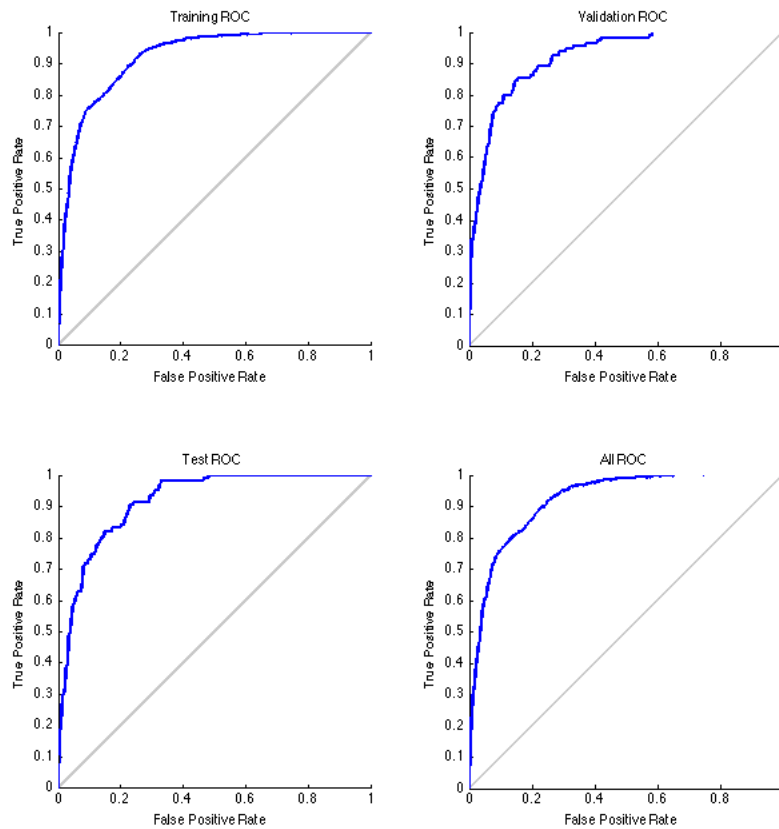 Training ROC
1
0.9
0.8
0.7
0.6
0.5
0.4
0.3
0.2
0.1
0
True Positive Rate
0 0.2 0.4 0.6 0.8 1
False Positive Rate
Validation ROC
1
0.9
0.8
0.7
0.6
0.5
0.4
0.3
0.2
0.1
0
True Positive Rate
0 0.2 0.4 0.6 0.8
False Positive Rate
Test ROC
1
0.9
0.8
0.7
0.6
0.5
0.4
0.3
0.2
0.1
0
True Positive Rate
0 0.2 0.4 0.6 0.8 1
False Positive Rate
All ROC
1
0.9
0.8
0.7
0.6
0.5
0.4
0.3
0.2
0.1
0
True Positive Rate
0 0.2 0.4 0.6 0.8
False Positive Rate